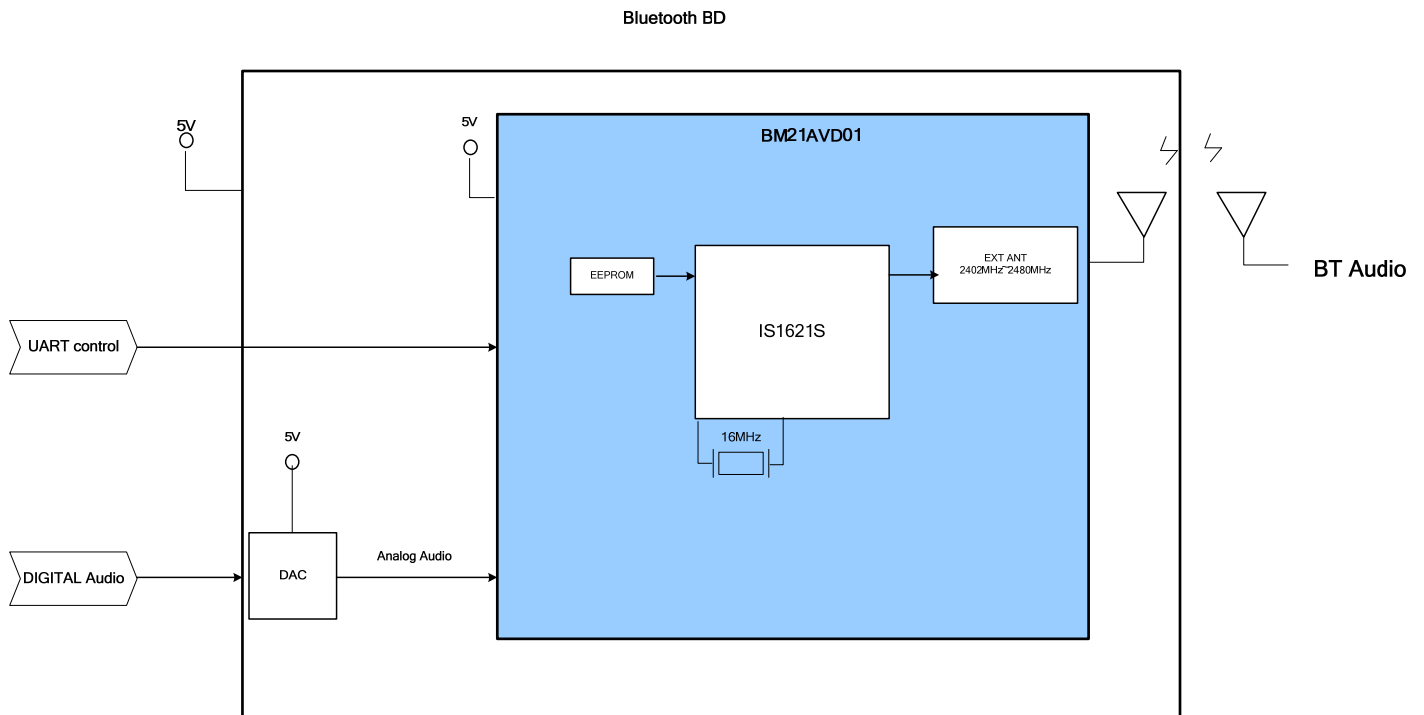 Bluetooth BD
5V
5V
BM21AVD01
EEPROM
IS1621S
EXT ANT
2402MHz~2480MHz
BT Audio
UART control
16MHz
5V
DIGITAL Audio
DAC
Analog Audio